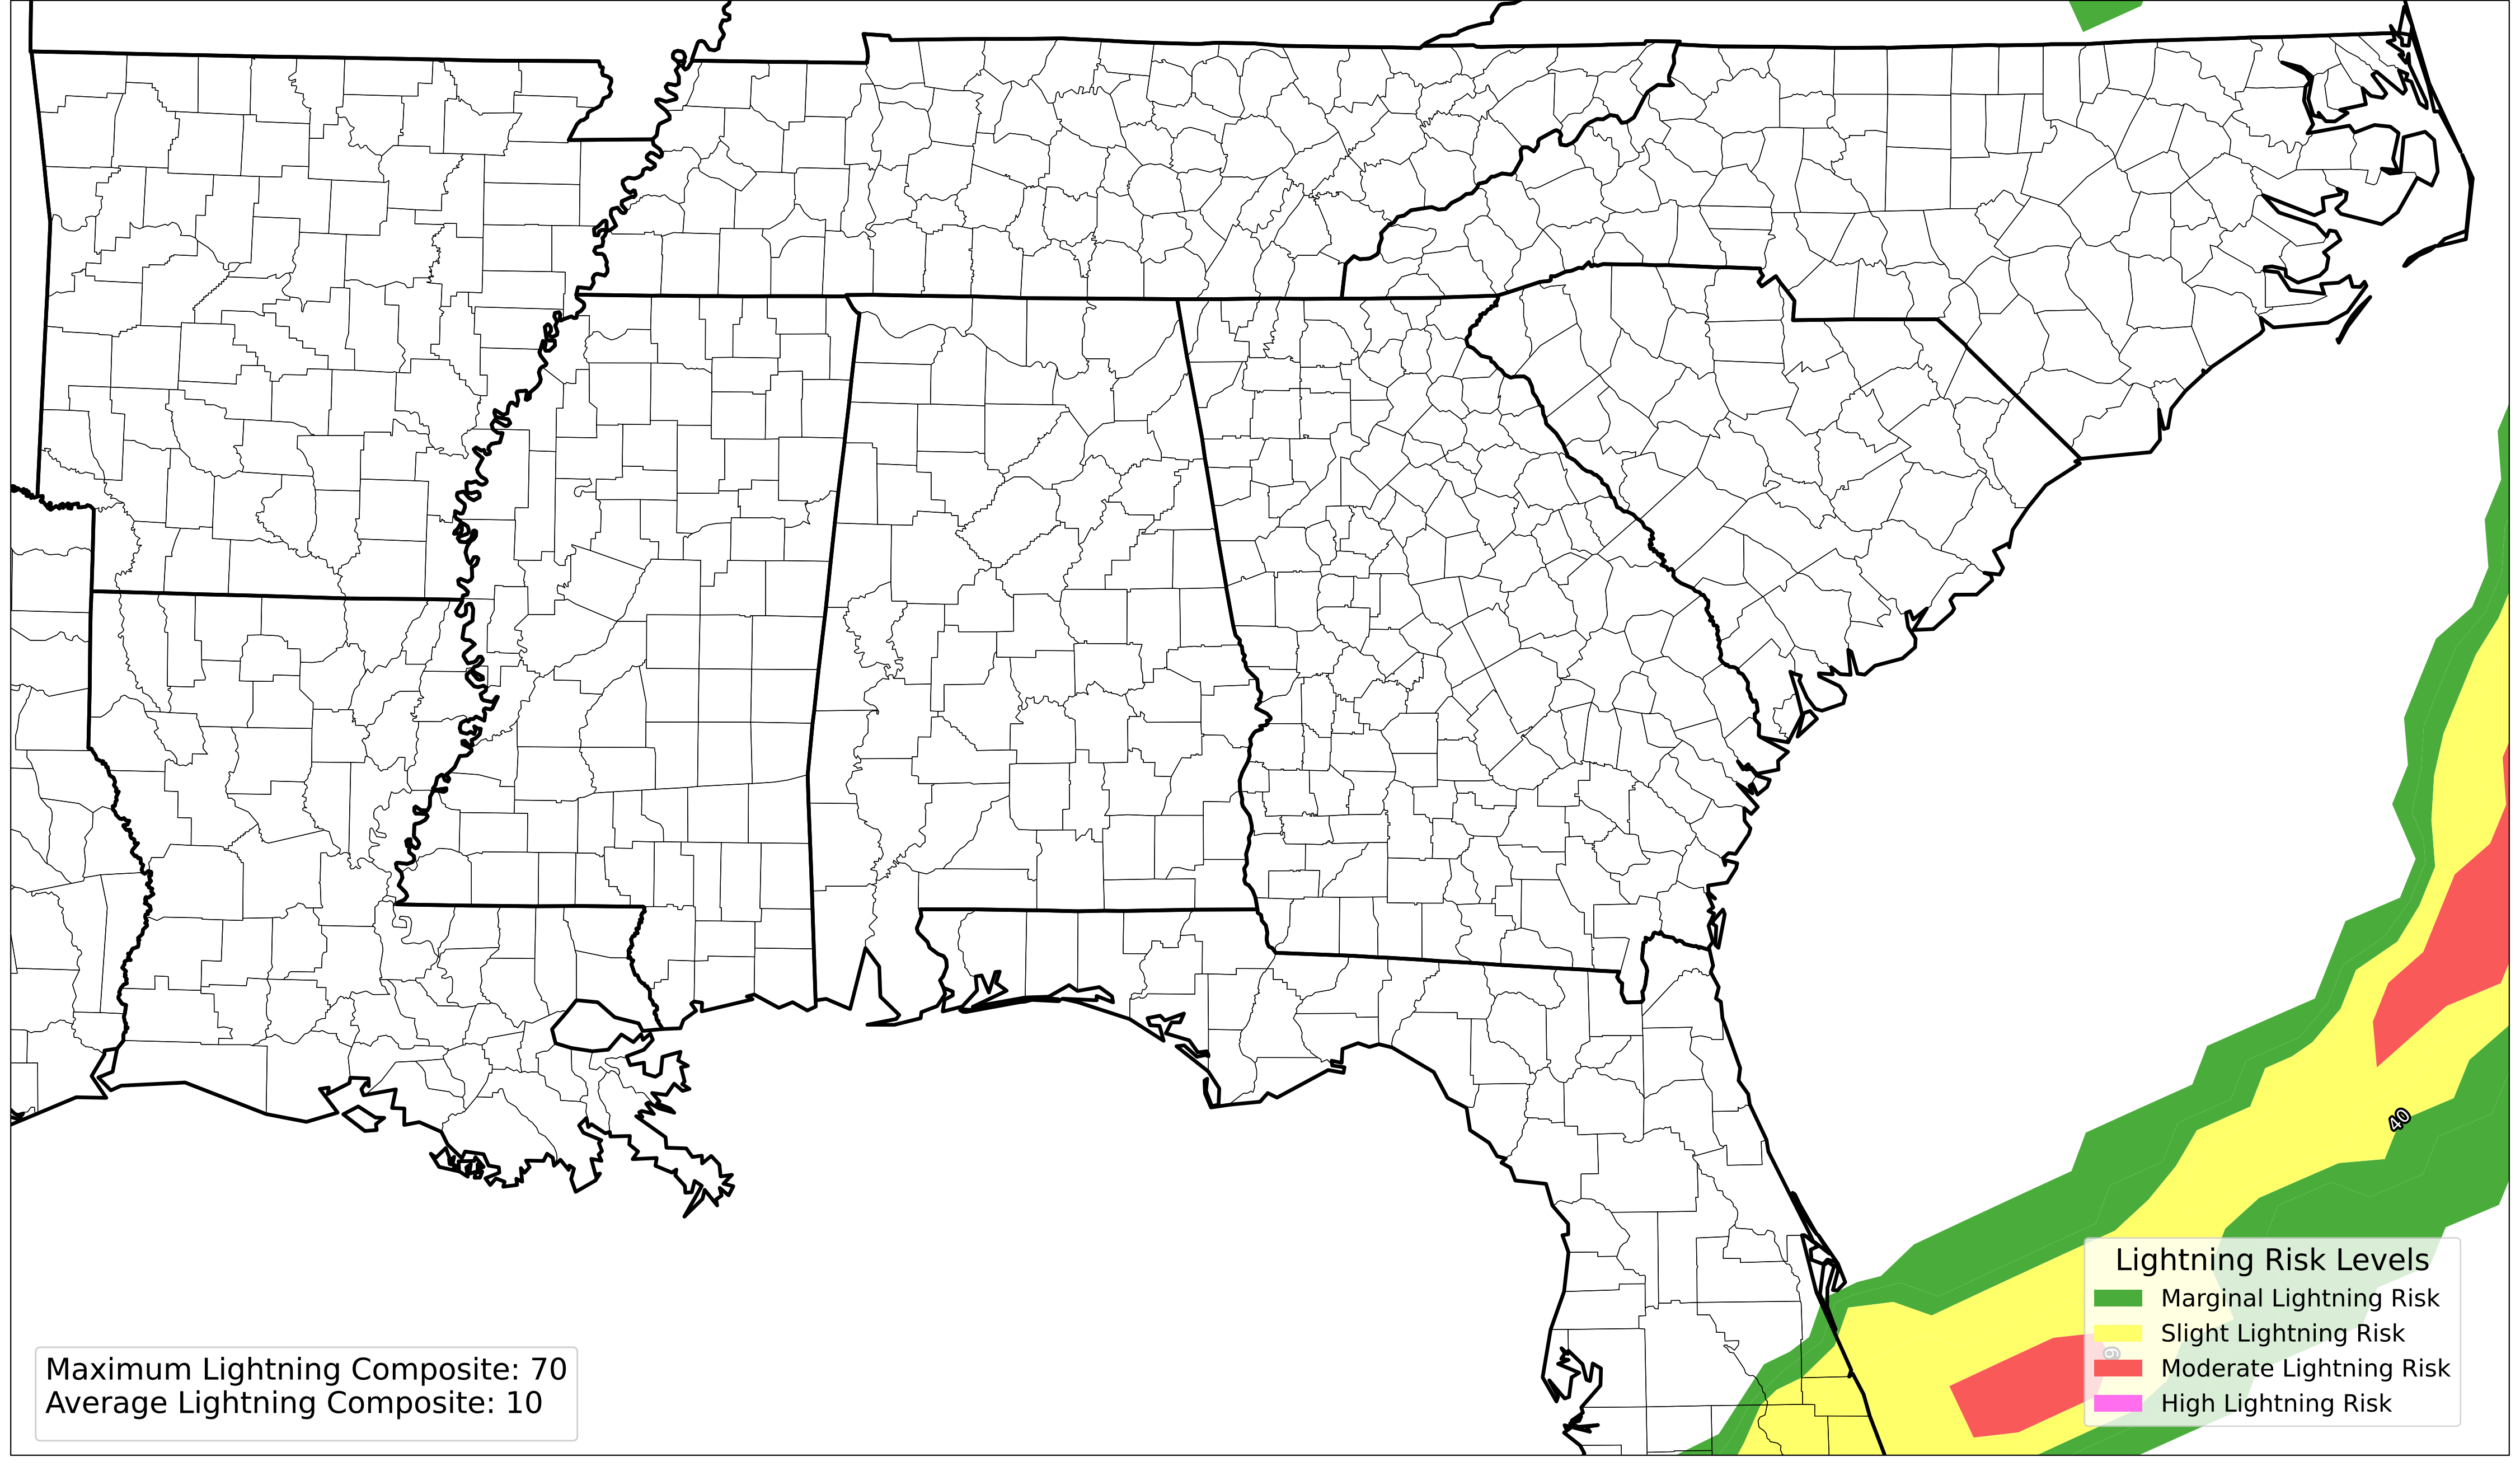 40
Lightning Risk Levels
Marginal Lightning Risk
Slight Lightning Risk
Moderate Lightning Risk
High Lightning Risk
Maximum Lightning Composite: 70
Average Lightning Composite: 10